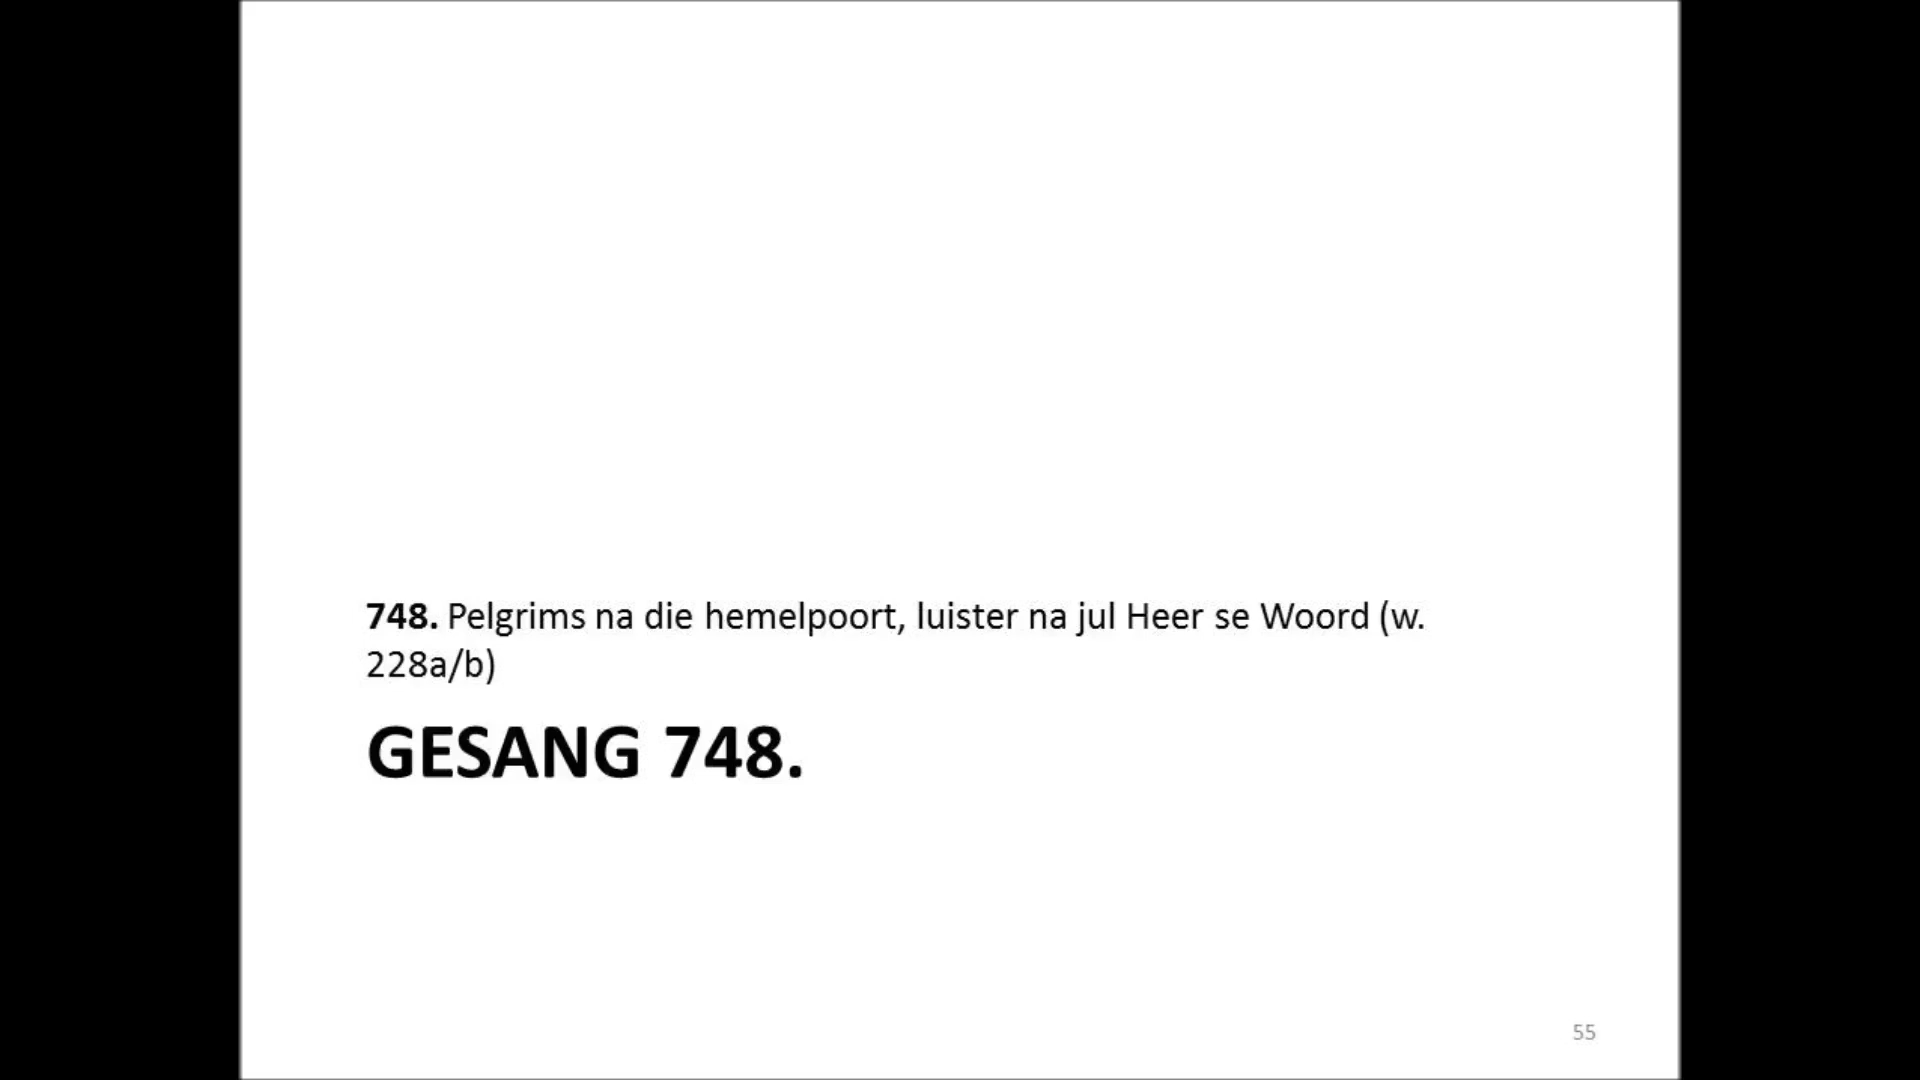 748. Pelgrims na die hemelpoort, luister na jul Heer se Woord (w.
228a/b)
GESANG 748.
55